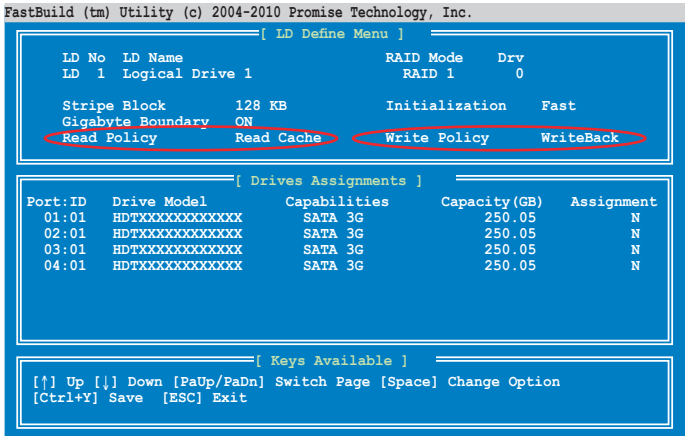 FastBuild (tm) Utility (c) 2004-2010 Promise Technology, Inc.
[ LD Define Menu ]
LD No LD Name RAID Mode Drv
LD 1 Logical Drive 1 RAID 1 0
Stripe Block 128 KB Initialization Fast
Gigabyte Boundary ON
Read Policy Read Cache Write Policy WriteBack
[ Drives Assignments ]
Port:ID Drive Model Capabilities Capacity(GB) Assignment
01:01 HDTXXXXXXXXXXXX SATA 3G 250.05 N
02:01 HDTXXXXXXXXXXXX SATA 3G 250.05 N
03:01 HDTXXXXXXXXXXXX SATA 3G 250.05 N
04:01 HDTXXXXXXXXXXXX SATA 3G 250.05 N
[ Keys Available ]
[↑] Up [↓] Down [PaUp/PaDn] Switch Page [Space] Change Option
[Ctrl+Y] Save [ESC] Exit